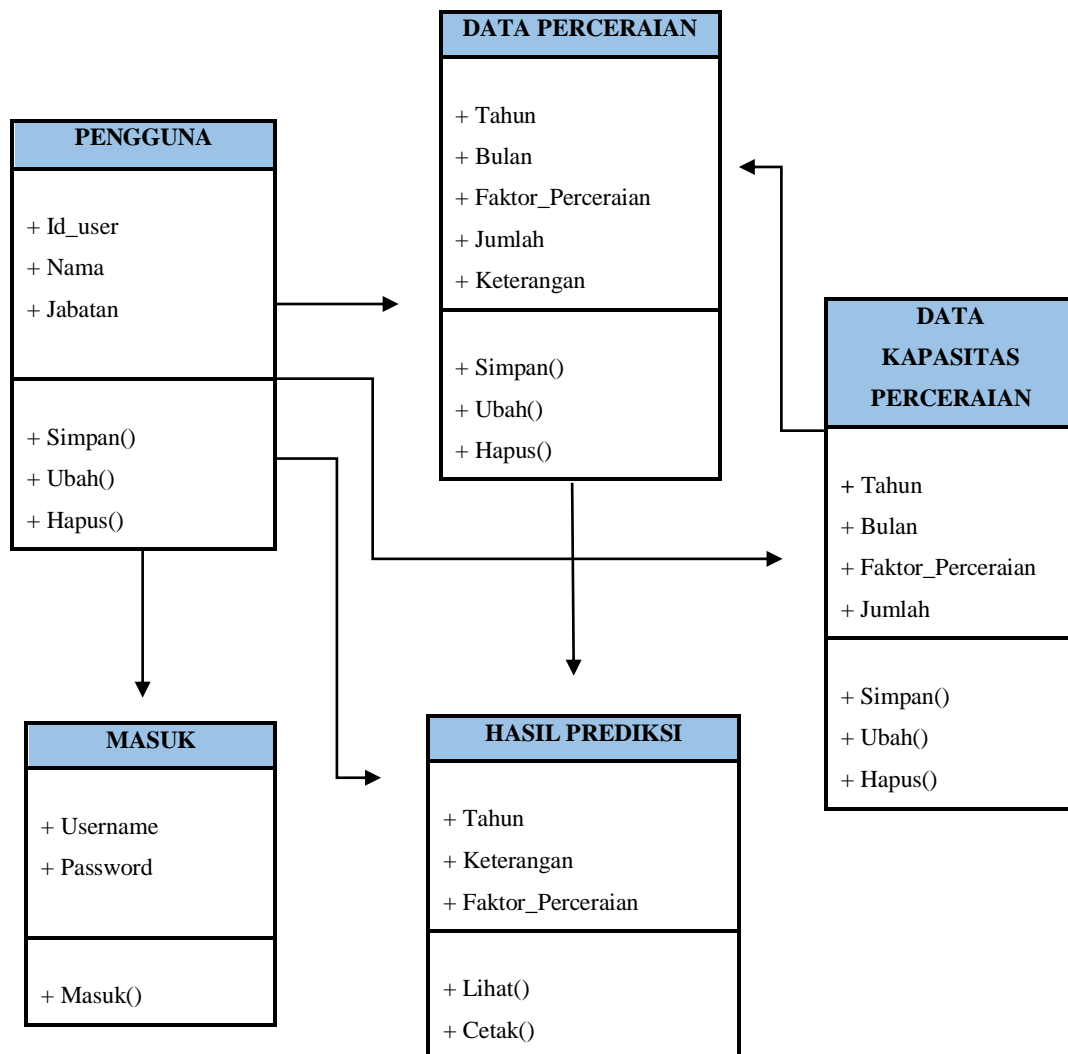 DATA PERCERAIAN
+ Tahun
+ Bulan
+ Faktor_Perceraian
+ Jumlah
+ Keterangan
+ Simpan()
+ Ubah()
+ Hapus()
PENGGUNA
+ Id_user
+ Nama
+ Jabatan
+ Simpan()
+ Ubah()
+ Hapus()
DATA
KAPASITAS
PERCERAIAN
+ Tahun
+ Bulan
+ Faktor_Perceraian
+ Jumlah
+ Simpan()
+ Ubah()
+ Hapus()
MASUK
+ Username
+ Password
+ Masuk()
HASIL PREDIKSI
+ Tahun
+ Keterangan
+ Faktor_Perceraian
+ Lihat()
+ Cetak()